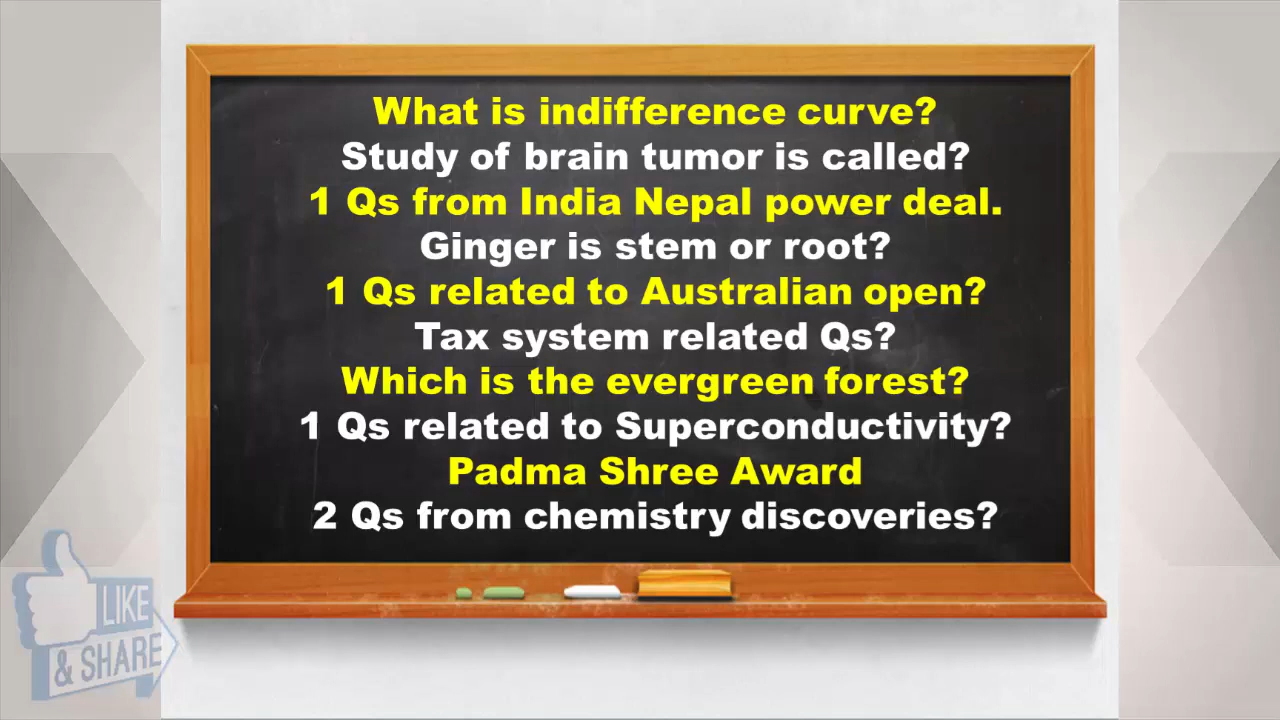 What is indifference curve?
Study of brain tumor is called?
1 Qs from India Nepal power deal.
Ginger is stem or root?
1 Qs related to Australian open?
Tax system related Qs?
Which is the evergreen forest?
1 Qs related to Superconductivity?
Padma Shree Award
2 Qs from chemistry discoveries?
LIKE
& SHARE